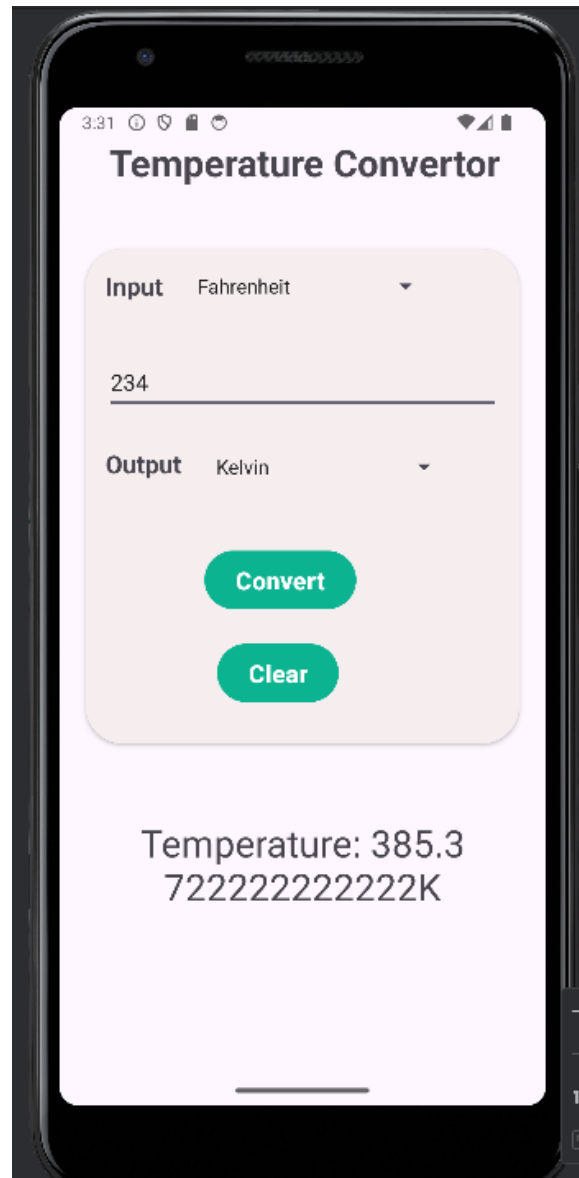 3:31
Temperature Convertor
Input Fahrenheit
234
Output Kelvin
Convert
Clear
Temperature: 385.3
722222222222K